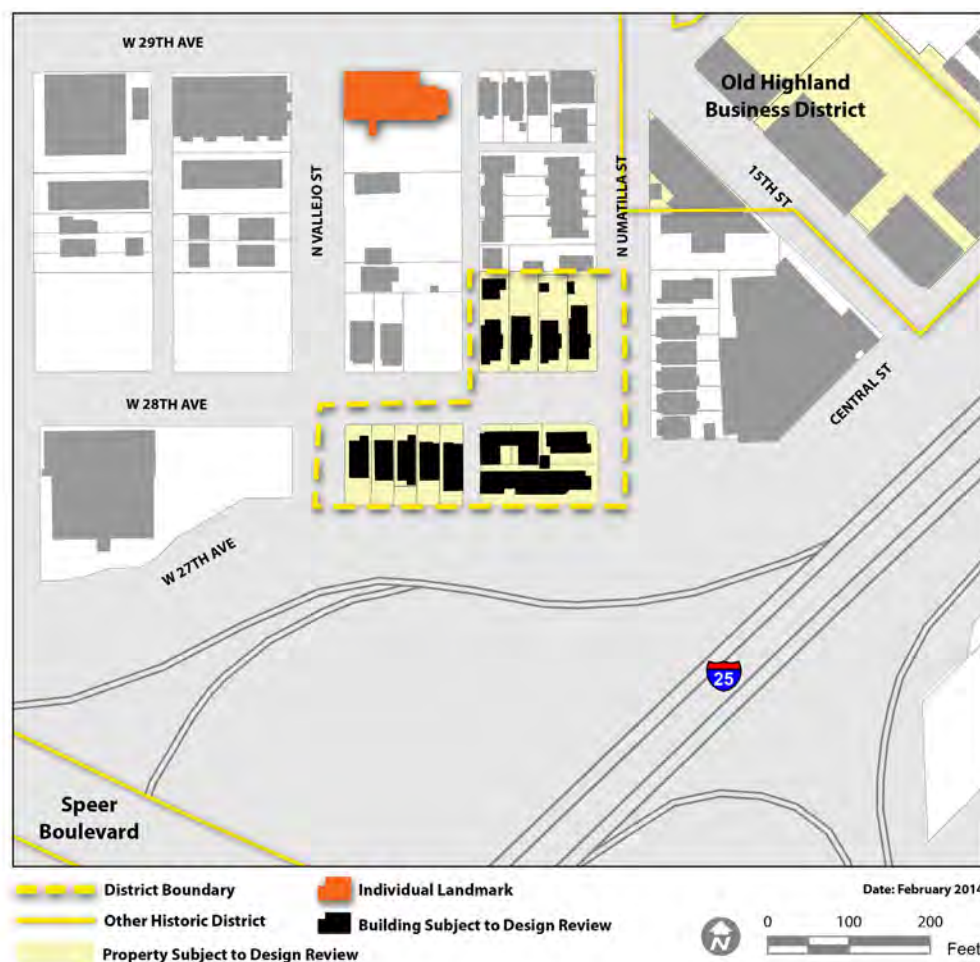 W 29TH AVE
Old Highland
Business District
N VALLEJO ST
N UMATILLA ST
15TH ST
W 28TH AVE
CENTRAL ST
W 27TH AVE
25
Speer
Boulevard
District Boundary
Individual Landmark
Date: February 2014
Other Historic District
Building Subject to Design Review
Property Subject to Design Review
N
0 100 200
Feet